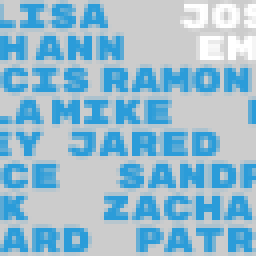 LISA JOS
HANN EM
CIS RAMON
LA MIKE
EY JARED
CE SANDR
K ZACHA
ARD PATR